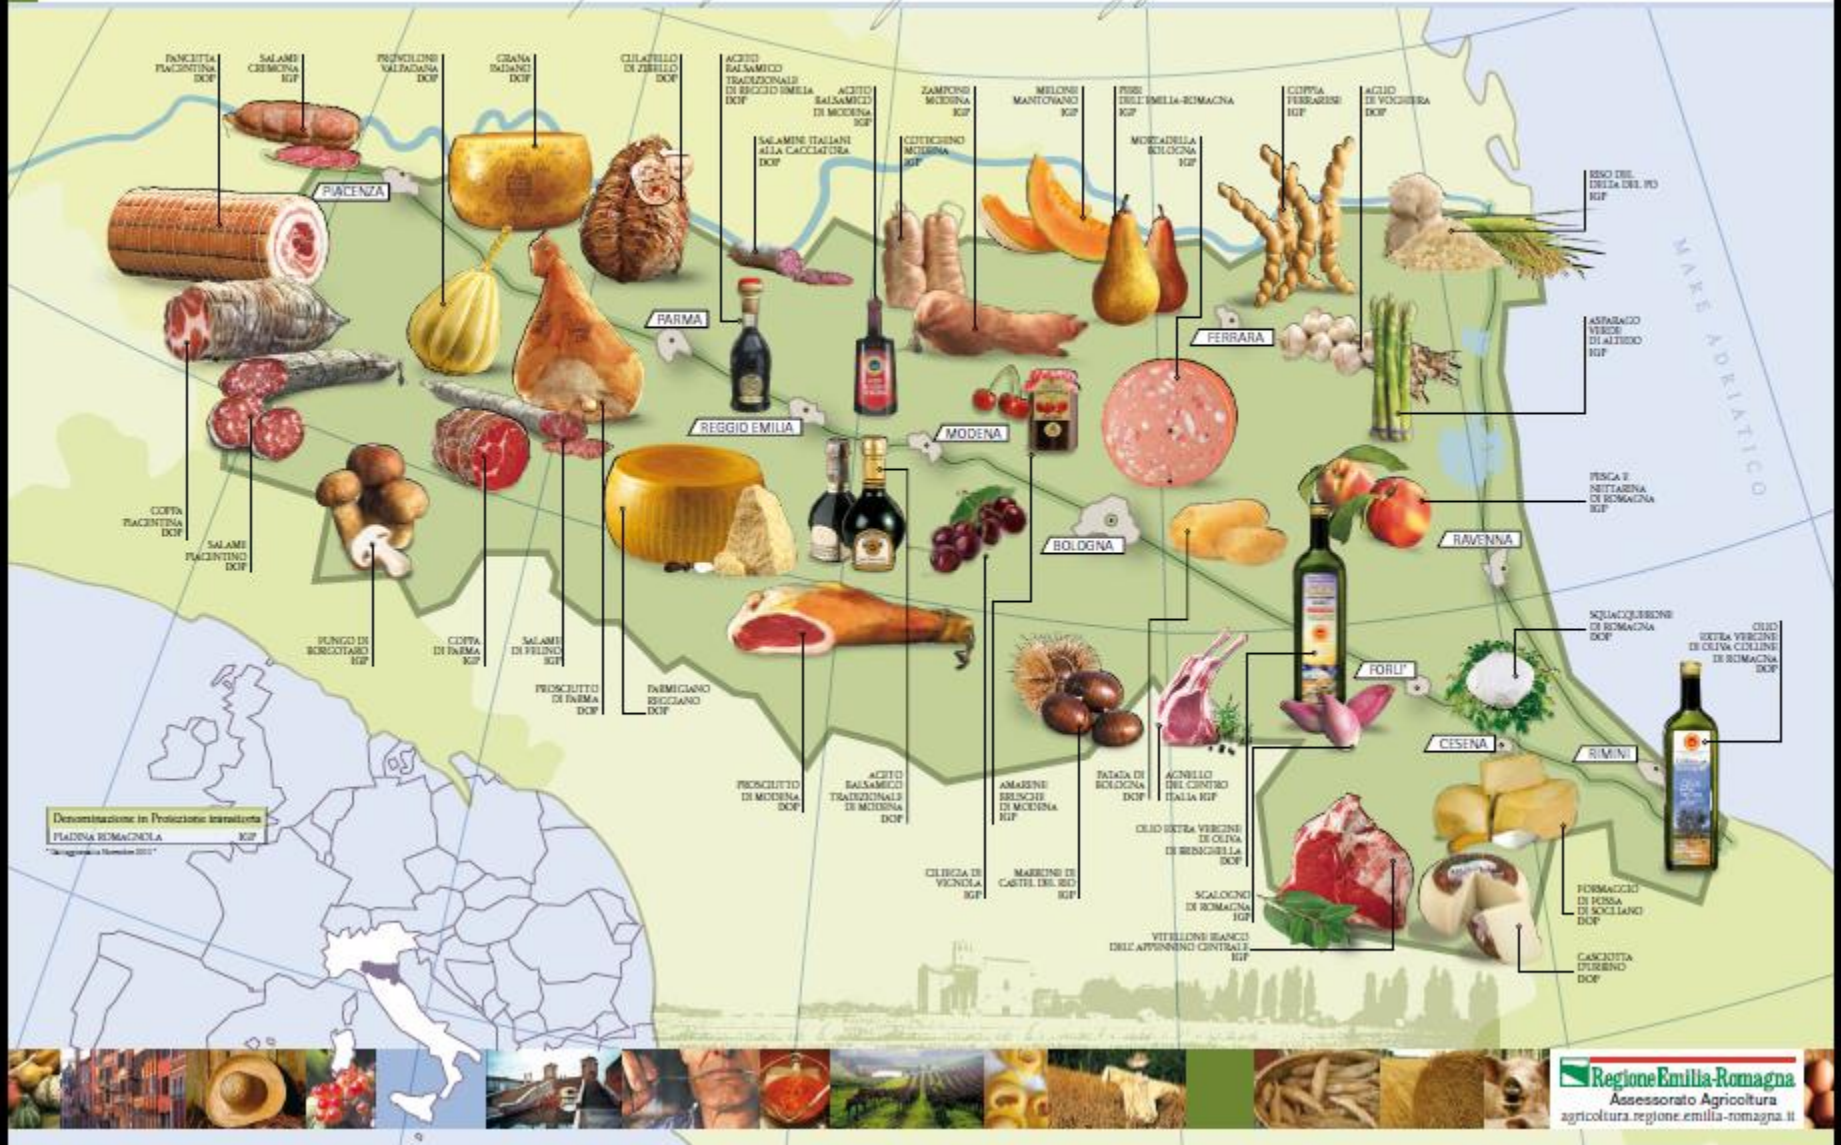 PANCETTA
PIACENTINA
DOP
SALAME
CREMONA
IGP
PROVOLONE
VALPADANA
DOP
GRANA
PADANO
DOP
CULATELLO
DI ZIBELLO
DOP
ACETO
BALSAMICO
TRADIZIONALE
DI REGGIO EMILIA
DOP
ACETO
BALSAMICO
DI MODENA
IGP
ZAMPONE
MODENA
IGP
MELONE
MANTOVANO
IGP
PERE
DELL'EMILIA-ROMAGNA
IGP
COPPIA
FERRARESE
IGP
AGLIO
DI VOGHIERA
DOP
SALAMINI ITALIANI
ALLA CACCIATORA
DOP
COTECHINO
MODENA
IGP
MORTADELLA
BOLOGNA
IGP
RISO DEL
DELTA DEL PO
IGP
PIACENZA
PARMA
FERRARA
ASPARAGO
VERDE
DI ALTEDO
IGP
MARE ADRIATICO
REGGIO EMILIA
MODENA
PESCA E
NETTARINA
DI ROMAGNA
IGP
COPPA
PIACENTINA
DOP
SALAME
PIACENTINO
DOP
BOLOGNA
RAVENNA
SQUACQUERONE
DI ROMAGNA
DOP
OLIO
EXTRA VERGINE
DI OLIVA COLLINE
DI ROMAGNA
DOP
FUNGO DI
BORGOTARO
IGP
COPPA
DI PARMA
IGP
SALAME
DI FELINO
IGP
PROSCIUTTO
DI PARMA
DOP
PARMIGIANO
REGGIANO
DOP
FORLI'
CESENA
RIMINI
PROSCIUTTO
DI MODENA
DOP
ACETO
BALSAMICO
TRADIZIONALE
DI MODENA
DOP
AMARENE
BRUSCHE
DI MODENA
IGP
PATATA DI
BOLOGNA
DOP
AGNELLO
DEL CENTRO
ITALIA IGP
OLIO EXTRA VERGINE
DI OLIVA
DI BRISIGHELLA
DOP
CILIEGIA DI
VIGNOLA
IGP
MARRONE DI
CASTEL DEL RIO
IGP
SCALOGNO
DI ROMAGNA
IGP
VITELLONE BIANCO
DELL'APPENNINO CENTRALE
IGP
FORMAGGIO
DI FOSSA
DI SOGLIANO
DOP
CASCIOTTA
D'URBINO
DOP
Denominazione in Protezione transitoria
PIADINA ROMAGNOLA IGP
RegioneEmilia-Romagna
Assessorato Agricoltura
agricoltura.regione.emilia-romagna.it